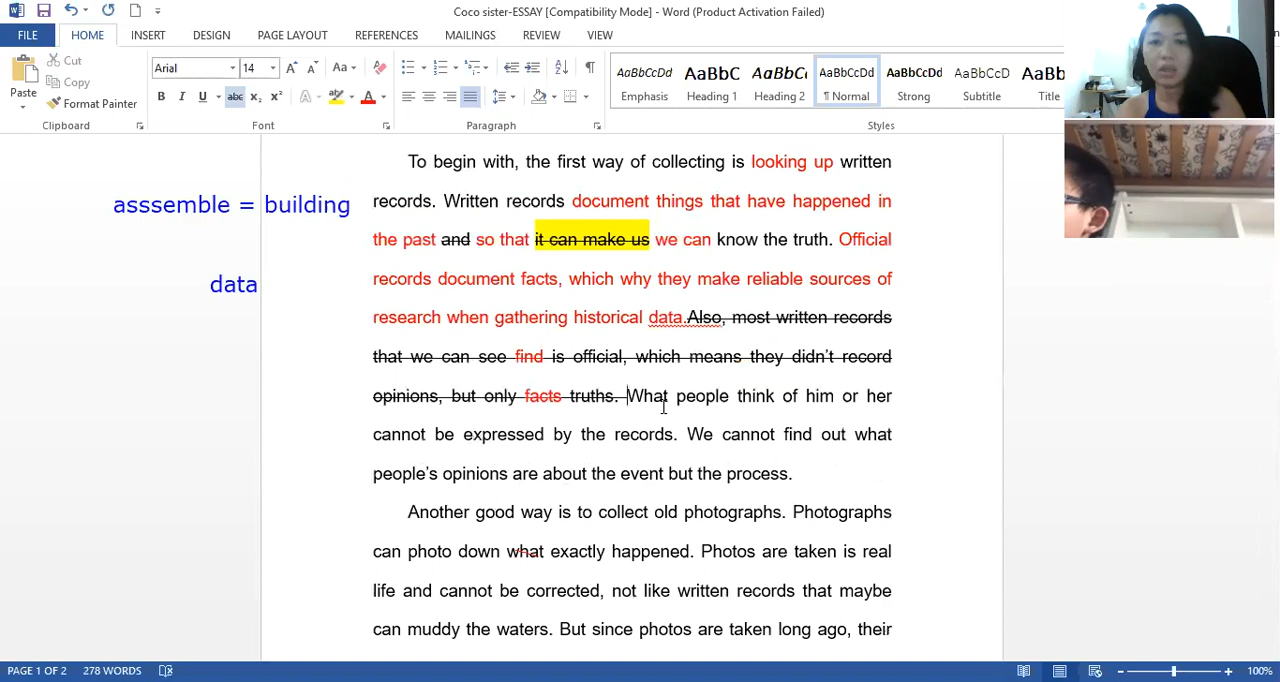 Coco sister-ESSAY [Compatibility Mode] - Word (Product Activation Failed)
FILE HOME INSERT DESIGN PAGE LAYOUT REFERENCES MAILINGS REVIEW VIEW
Paste
Cut
Copy
Format Painter
Arial 14
Clipboard Font Paragraph Styles
AaBbCcDd AaBbC AaBbCc AaBbCcDd AaBbCcDd AaBbCcD AaBb
Emphasis Heading 1 Heading 2 ¶ Normal Strong Subtitle Title
asssemble = building
data
To begin with, the first way of collecting is looking up written
records. Written records document things that have happened in
the past and so that it can make us we can know the truth. Official
records document facts, which why they make reliable sources of
research when gathering historical data.Also, most written records
that we can see find is official, which means they didn’t record
opinions, but only facts truths. What people think of him or her
cannot be expressed by the records. We cannot find out what
people’s opinions are about the event but the process.
Another good way is to collect old photographs. Photographs
can photo down what exactly happened. Photos are taken is real
life and cannot be corrected, not like written records that maybe
can muddy the waters. But since photos are taken long ago, their
PAGE 1 OF 2 278 WORDS 100%